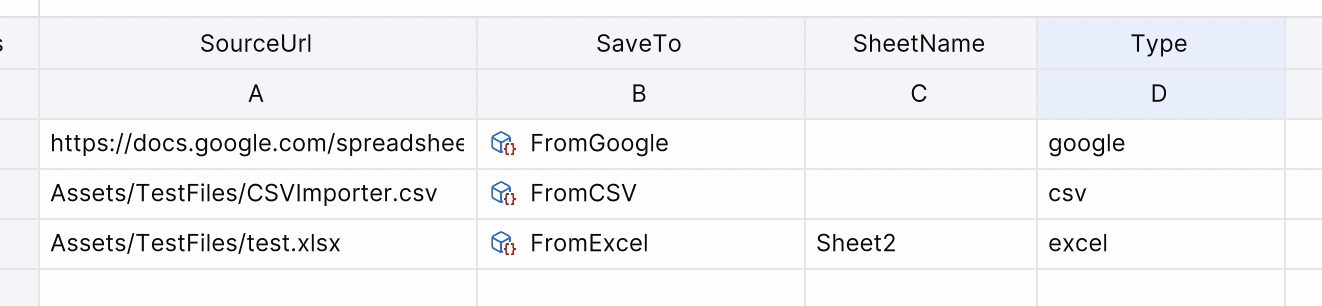 s SourceUrl SaveTo SheetName Type
A B C D
https://docs.google.com/spreadshee FromGoogle google
Assets/TestFiles/CSVImporter.csv {} FromCSV csv
Assets/TestFiles/test.xlsx {} FromExcel Sheet2 excel